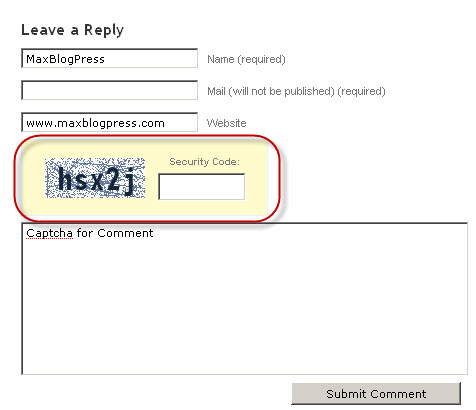 Leave a Reply
MaxBlogPress Name (required)
Mail (will not be published) (required)
www.maxblogpress.com Website
Security Code:
hsx2j
Captcha for Comment
Submit Comment